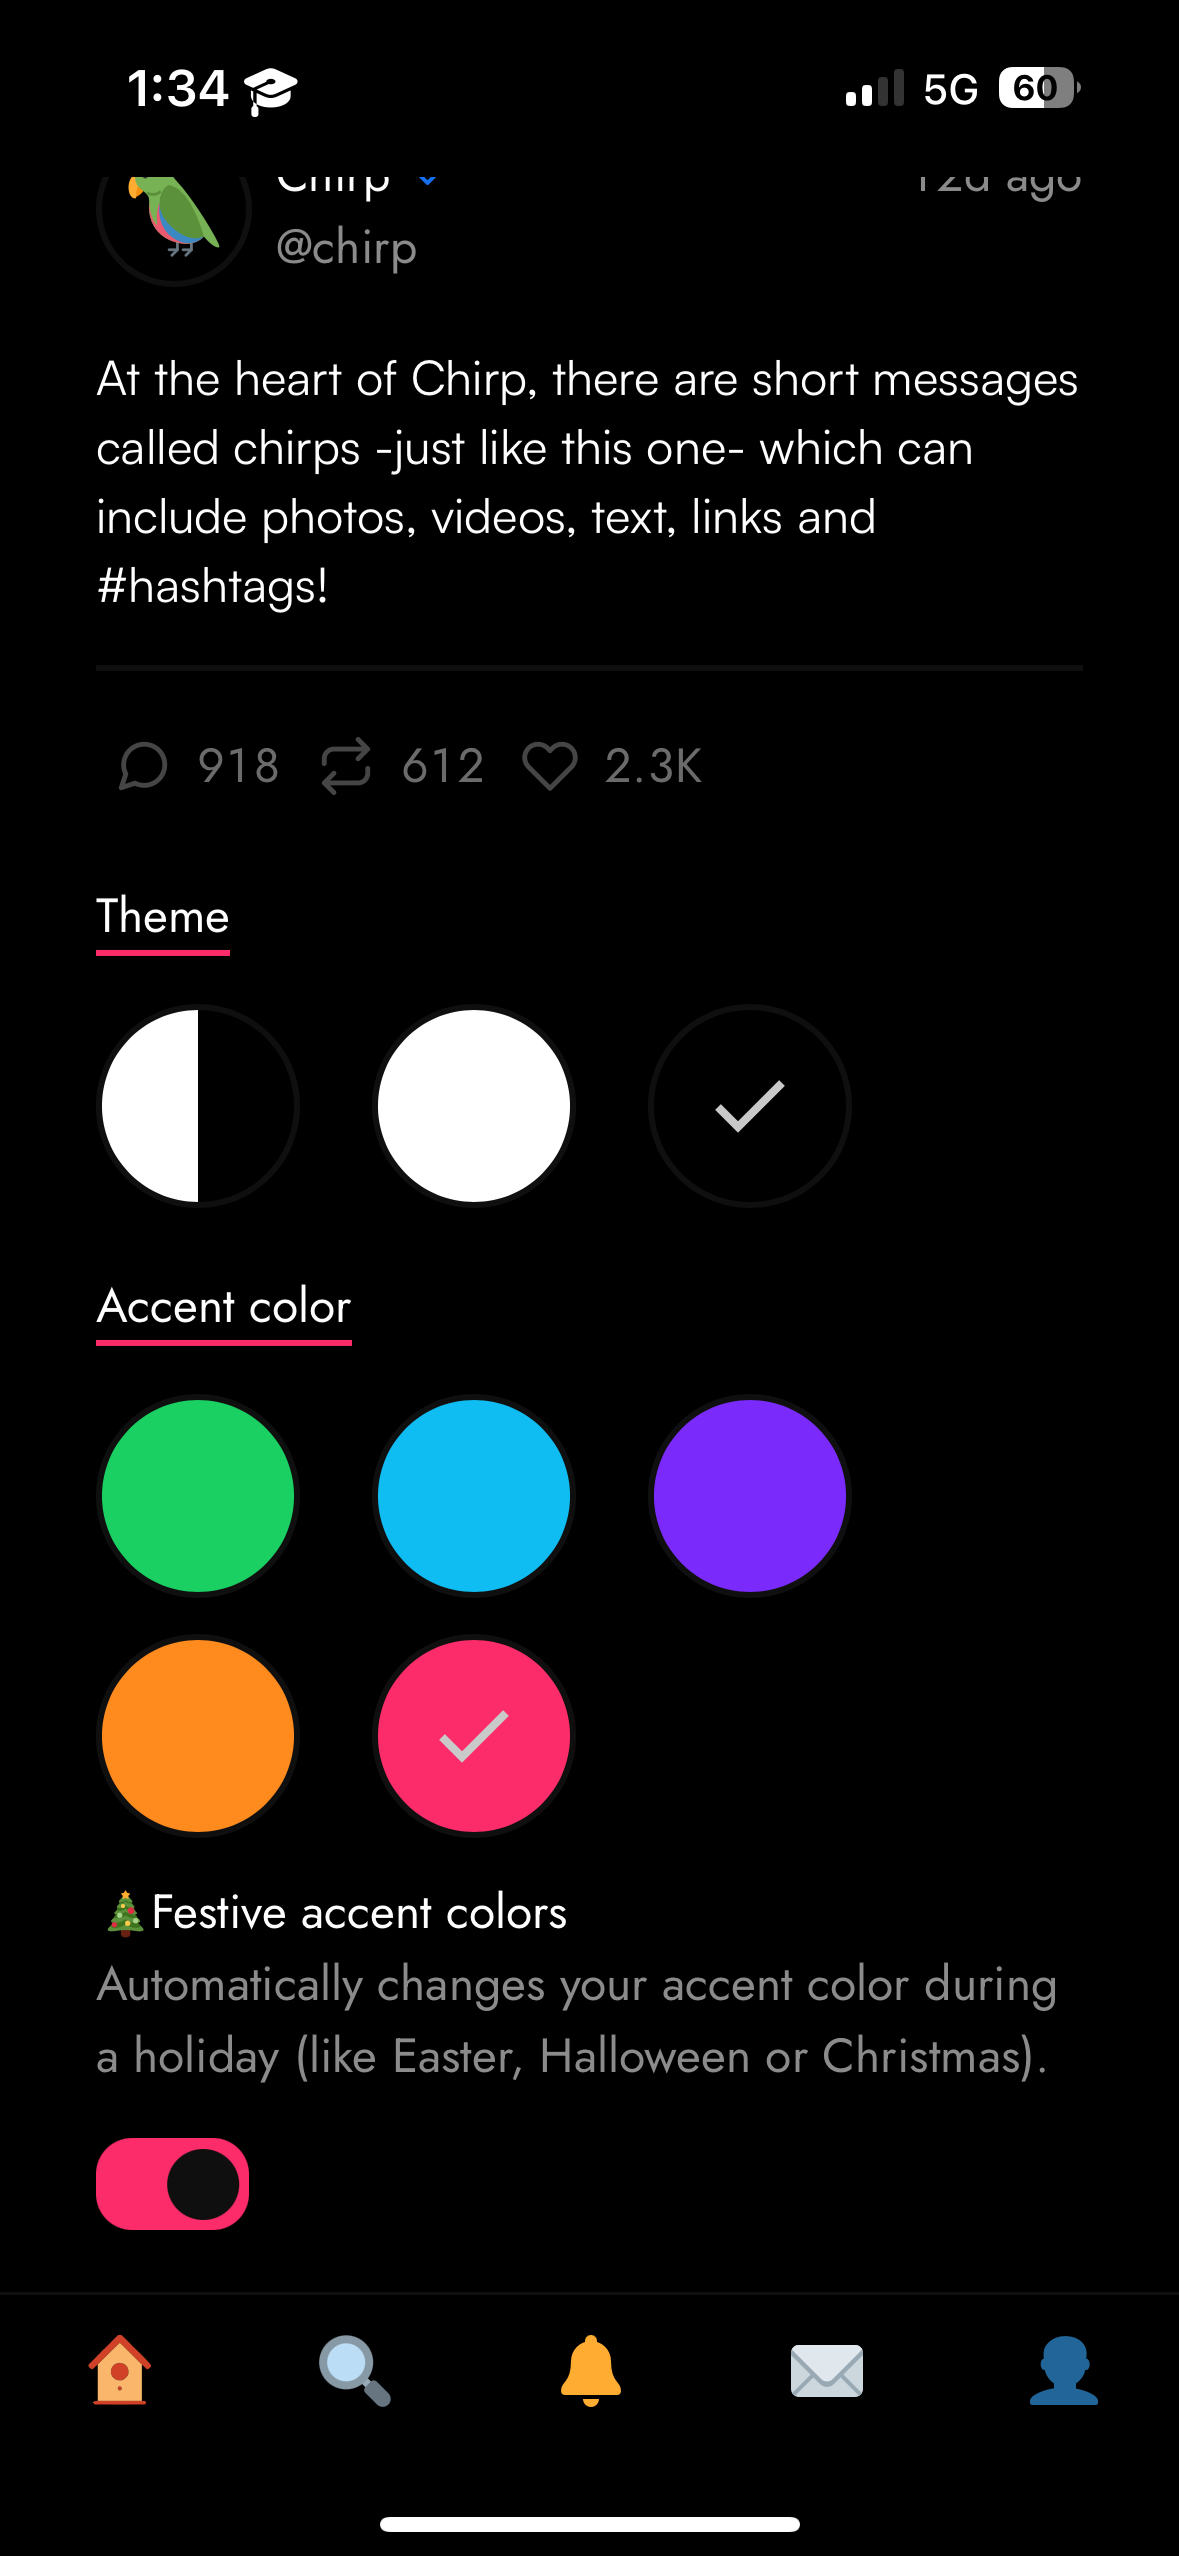 1:34
5G
60
Chirp
12d ago
@chirp
At the heart of Chirp, there are short messages
called chirps -just like this one- which can
include photos, videos, text, links and
#hashtags!
918
612
2.3K
Theme
Accent color
🎄Festive accent colors
Automatically changes your accent color during
a holiday (like Easter, Halloween or Christmas).